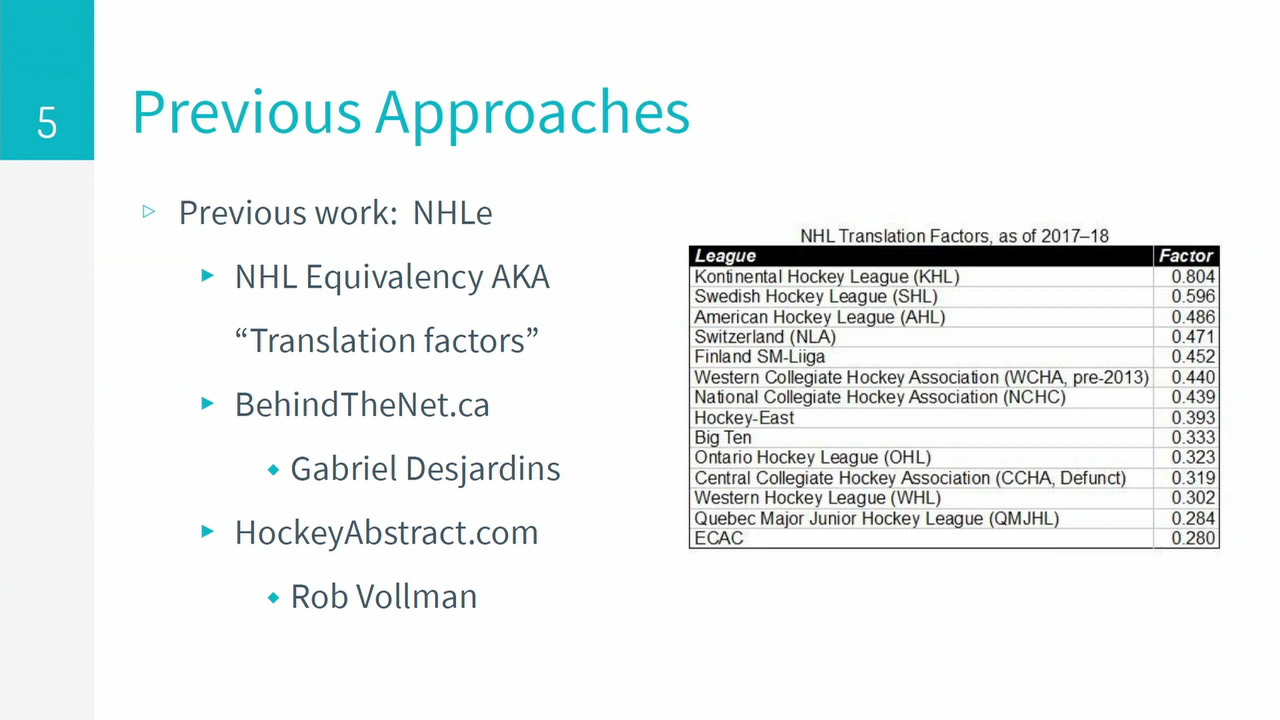 5
Previous Approaches
Previous work: NHLe
NHL Equivalency AKA
“Translation factors”
BehindTheNet.ca
Gabriel Desjardins
HockeyAbstract.com
Rob Vollman
NHL Translation Factors, as of 2017–18
League Factor
Kontinental Hockey League (KHL) 0.804
Swedish Hockey League (SHL) 0.596
American Hockey League (AHL) 0.486
Switzerland (NLA) 0.471
Finland SM-Liiga 0.452
Western Collegiate Hockey Association (WCHA, pre-2013) 0.440
National Collegiate Hockey Association (NCHC) 0.439
Hockey-East 0.393
Big Ten 0.333
Ontario Hockey League (OHL) 0.323
Central Collegiate Hockey Association (CCHA, Defunct) 0.319
Western Hockey League (WHL) 0.302
Quebec Major Junior Hockey League (QMJHL) 0.284
ECAC 0.280